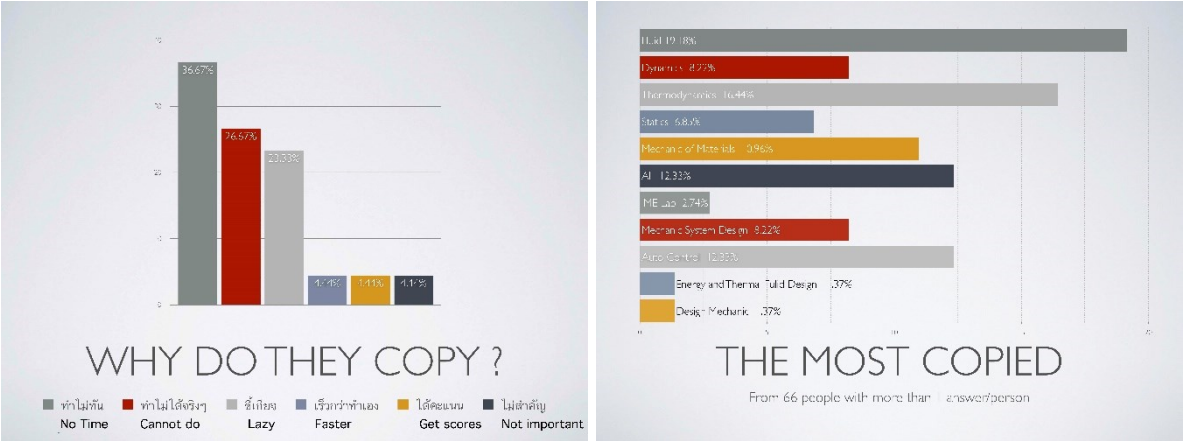 36.67%
26.67%
23.33%
4.44%
4.44%
4.44%
WHY DO THEY COPY ?
ทำไม่ทัน ทำไม่ได้จริงๆ ขี้เกียจ เร็วกว่าทำเอง ได้คะแนน ไม่สำคัญ
No Time Cannot do Lazy Faster Get scores Not important
Fluid 19.18%
Dynamics 8.22%
Thermodynamics 16.44%
Statics 6.85%
Mechanic of Materials 10.96%
All 12.33%
ME Lab 2.74%
Mechanic System Design 8.22%
Auto Control 12.33%
Energy and Thermal Fulid Design 1.37%
Design Mechanic 1.37%
0 5 10 20
THE MOST COPIED
From 66 people with more than 1 answer/person